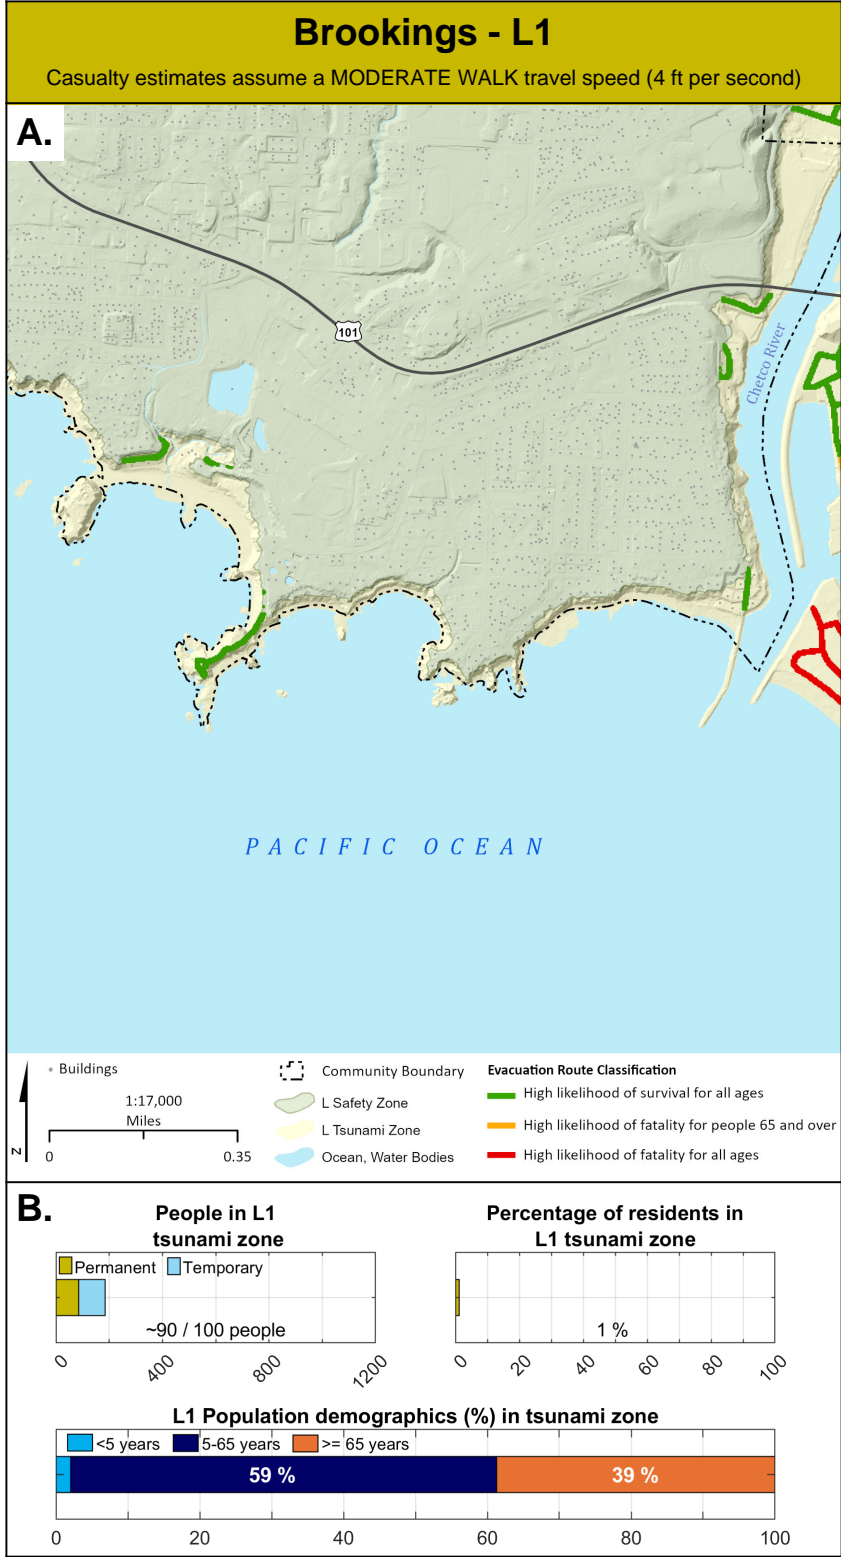 Brookings - L1
Casualty estimates assume a MODERATE WALK travel speed (4 ft per second)
A.
101
Chetco River
PACIFIC OCEAN
Buildings
1:17,000
Miles
0 0.35
N
Community Boundary
L Safety Zone
L Tsunami Zone
Ocean, Water Bodies
Evacuation Route Classification
High likelihood of survival for all ages
High likelihood of fatality for people 65 and over
High likelihood of fatality for all ages
B.
People in L1
tsunami zone
Permanent Temporary
~90 / 100 people
0 400 800 1200
Percentage of residents in
L1 tsunami zone
1 %
0 20 40 60 80 100
L1 Population demographics (%) in tsunami zone
<5 years 5-65 years >= 65 years
59 % 39 %
0 20 40 60 80 100